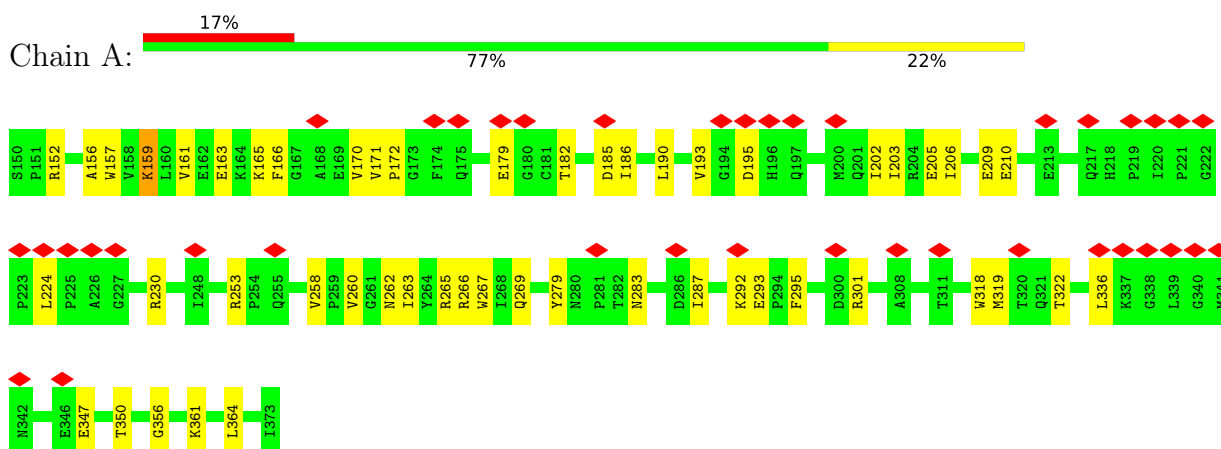 17%
Chain A:
77% 22%
S150 P151 R152 A156 W157 V158 K159 L160 V161 E162 E163 K164 K165 F166 G167 A168 E169 V170 V171 P172 G173 F174 Q175 E179 G180 C181 T182 D185 I186 L190 V193 G194 D195 H196 Q197 M200 Q201 I202 I203 R204 E205 I206 E209 E210 E213 Q217 H218 P219 I220 P221 G222
P223 L224 P225 A226 G227 R230 I248 R253 P254 Q255 V258 P259 V260 G261 N262 I263 Y264 R265 R266 W267 I268 Q269 Y279 N280 P281 T282 N283 D286 I287 K292 E293 P294 F295 D300 R301 A308 T311 W318 M319 T320 Q321 T322 L336 K337 G338 L339 G340
N342 E346 E347 T350 G356 K361 L364 I373